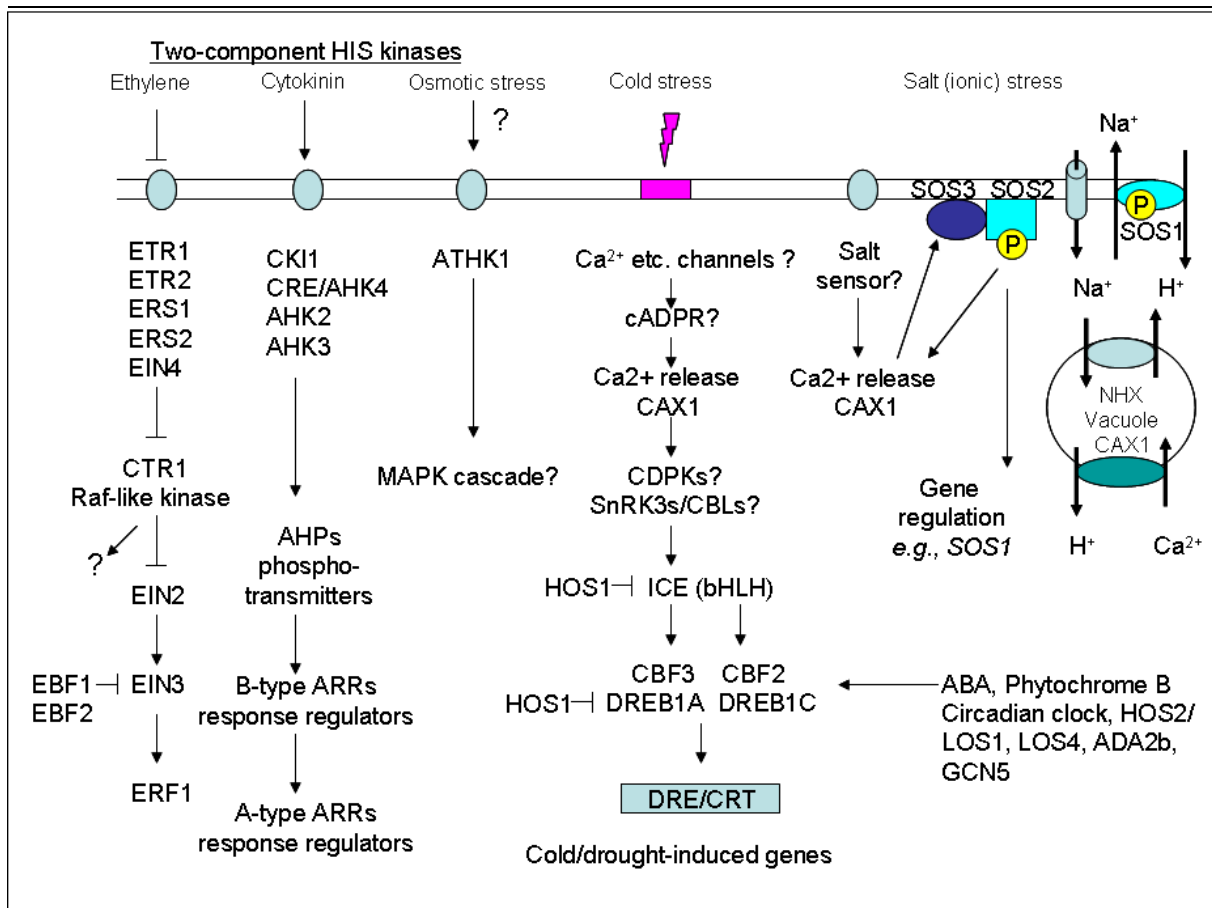 Two-component HIS kinases
Ethylene
Cytokinin
Osmotic stress
Cold stress
Salt (ionic) stress
?
Na⁺
SOS3
SOS2
P
P
SOS1
ETR1
ETR2
ERS1
ERS2
EIN4
CKI1
CRE/AHK4
AHK2
AHK3
ATHK1
Ca²⁺ etc. channels ?
cADPR?
Ca2+ release
CAX1
Salt
sensor?
Ca2+ release
CAX1
Na⁺
H⁺
NHX
Vacuole
CAX1
H⁺
Ca²⁺
CTR1
Raf-like kinase
?
MAPK cascade?
CDPKs?
SnRK3s/CBLs?
Gene
regulation
e.g., SOS1
AHPs
phospho-
transmitters
EIN2
HOS1
ICE (bHLH)
EBF1
EBF2
EIN3
B-type ARRs
response regulators
CBF3
DREB1A
CBF2
DREB1C
HOS1
ABA, Phytochrome B
Circadian clock, HOS2/
LOS1, LOS4, ADA2b,
GCN5
ERF1
A-type ARRs
response regulators
DRE/CRT
Cold/drought-induced genes